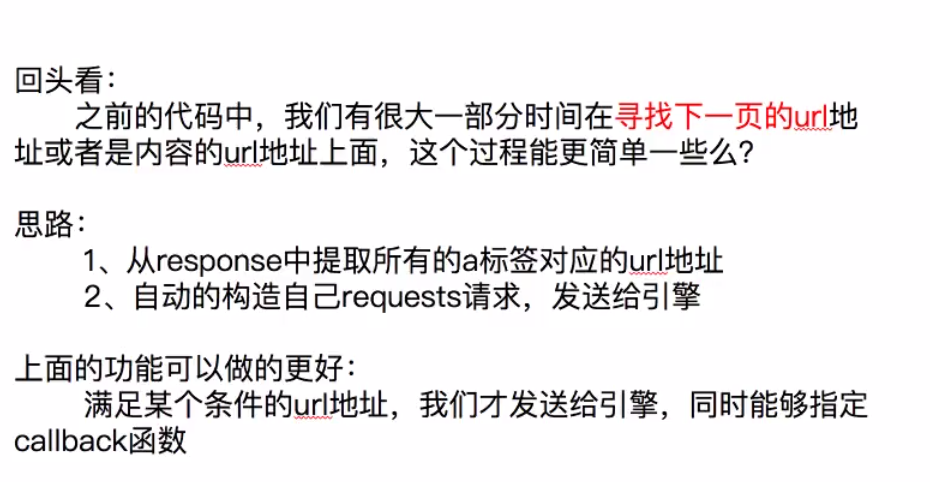 回头看：
之前的代码中，我们有很大一部分时间在寻找下一页的url地
址或者是内容的url地址上面，这个过程能更简单一些么？
思路：
1、从response中提取所有的a标签对应的url地址
2、自动的构造自己requests请求，发送给引擎
上面的功能可以做的更好：
满足某个条件的url地址，我们才发送给引擎，同时能够指定
callback函数